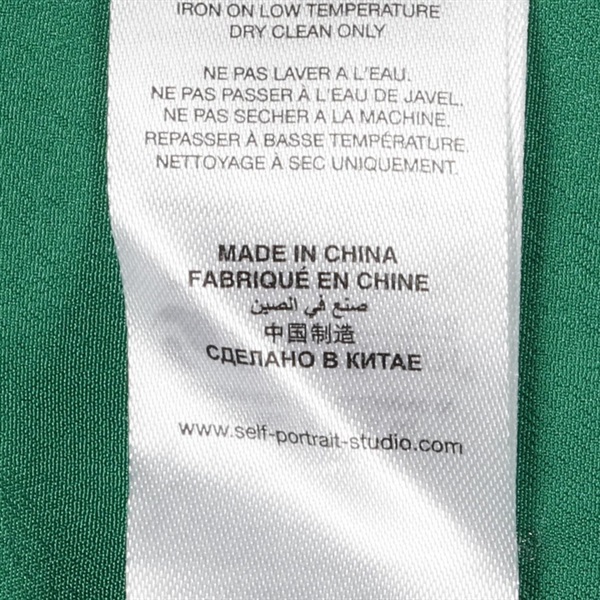 IRON ON LOW TEMPERATURE
DRY CLEAN ONLY
NE PAS LAVER A L'EAU.
NE PAS PASSER À L'EAU DE JAVEL.
NE PAS SECHER A LA MACHINE.
REPASSER À BASSE TEMPÉRATURE.
NETTOYAGE À SEC UNIQUEMENT.
MADE IN CHINA
FABRIQUÉ EN CHINE
صنع في الصين
中国制造
СДЕЛАНО В КИТАЕ
www.self-portrait-studio.com